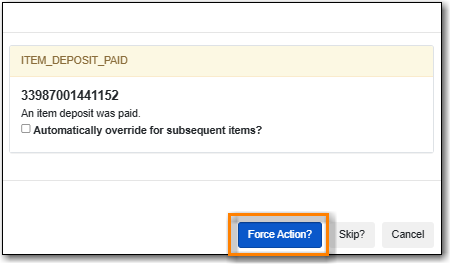 ITEM_DEPOSIT_PAID
33987001441152
An item deposit was paid.
Automatically override for subsequent items?
Force Action? Skip? Cancel